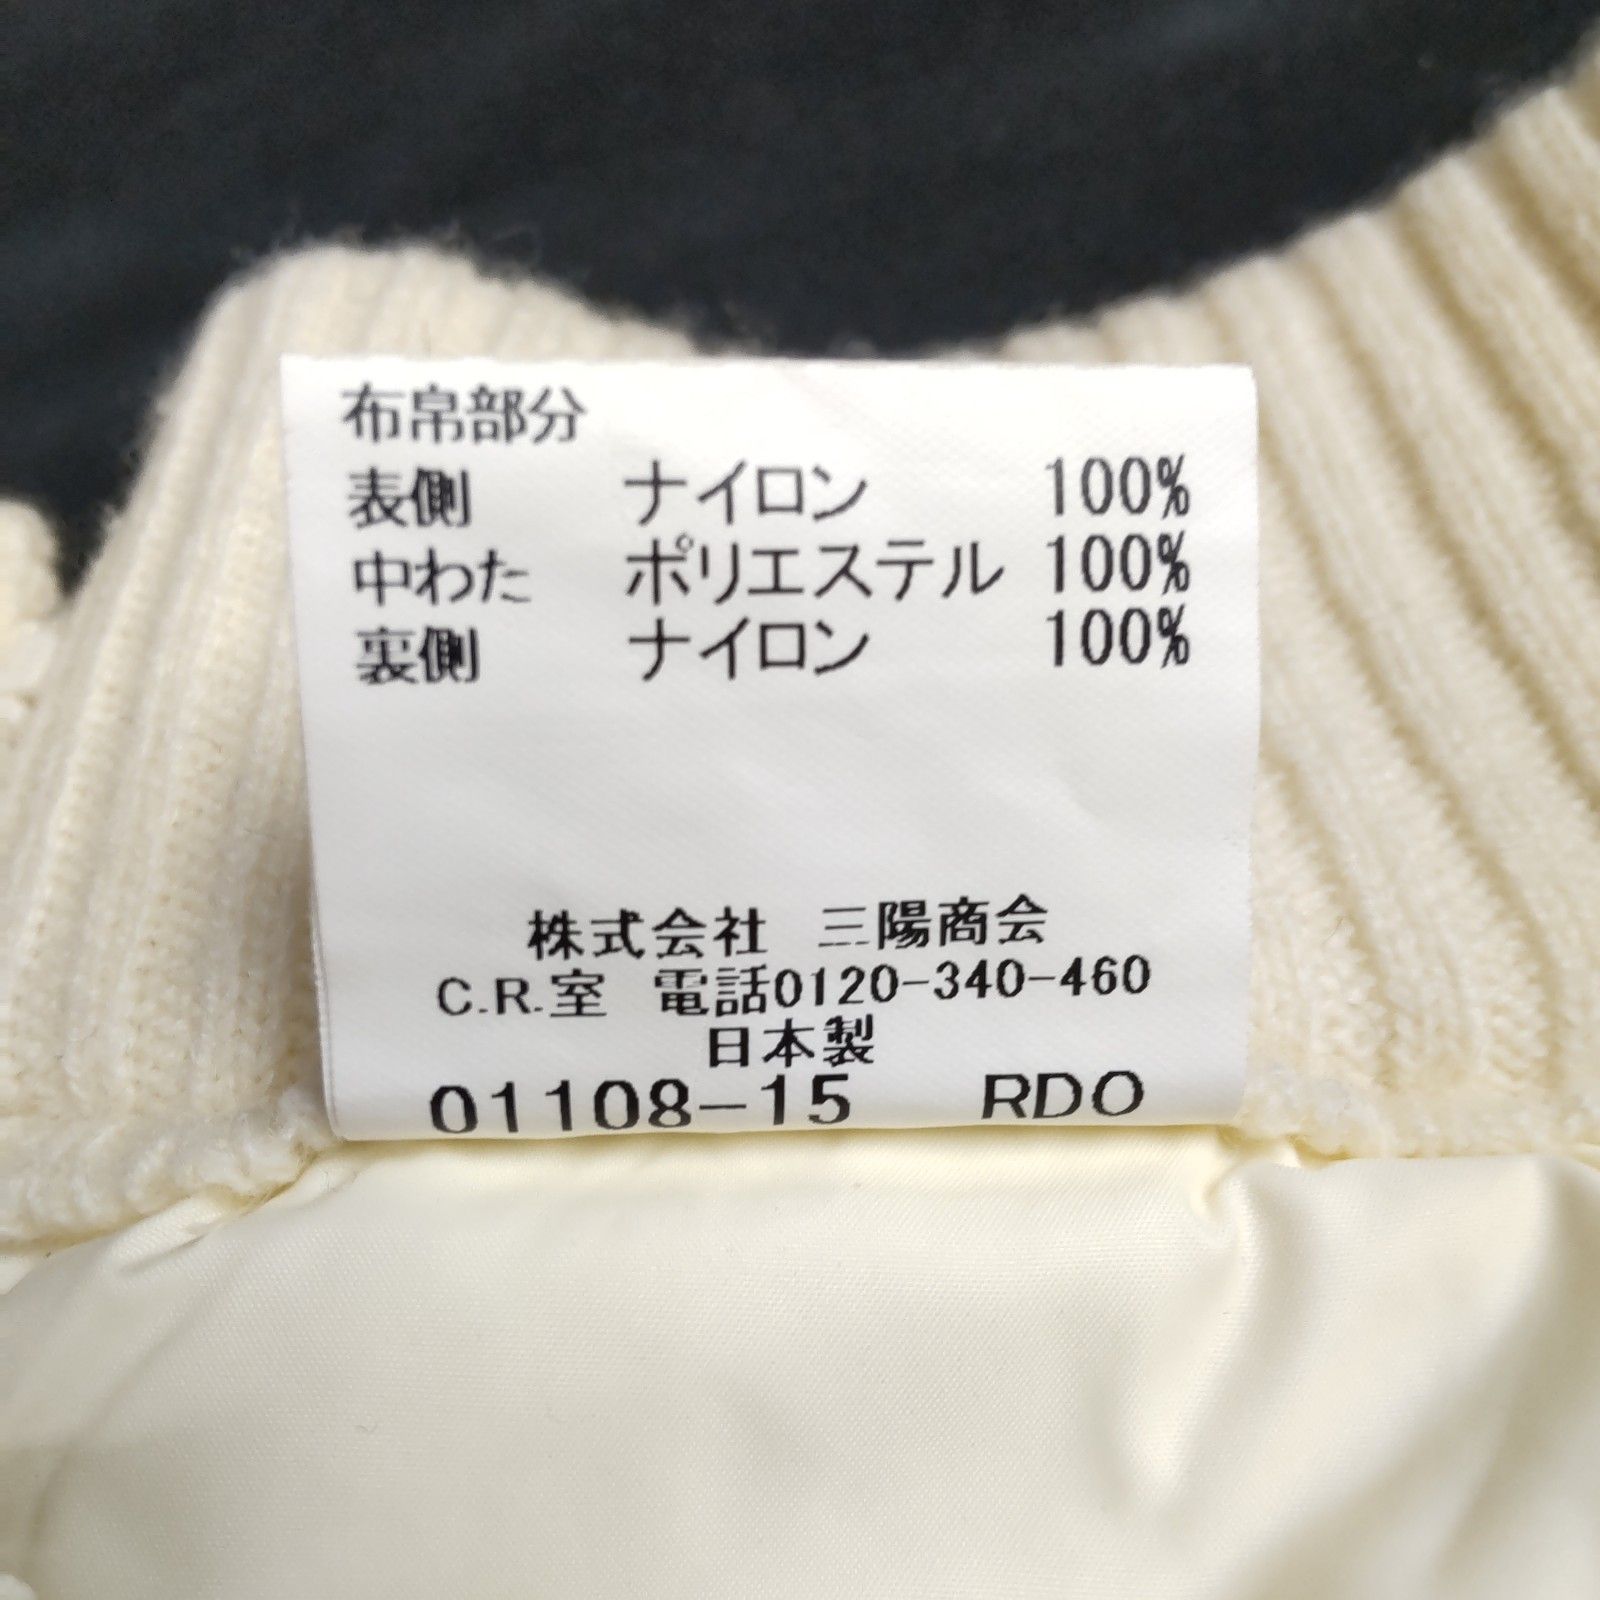 布帛部分
表側 ナイロン 100%
中わた ポリエステル 100%
裏側 ナイロン 100%
株式会社 三陽商会
C.R.室 電話0120-340-460
日本製
01108-15 RDO